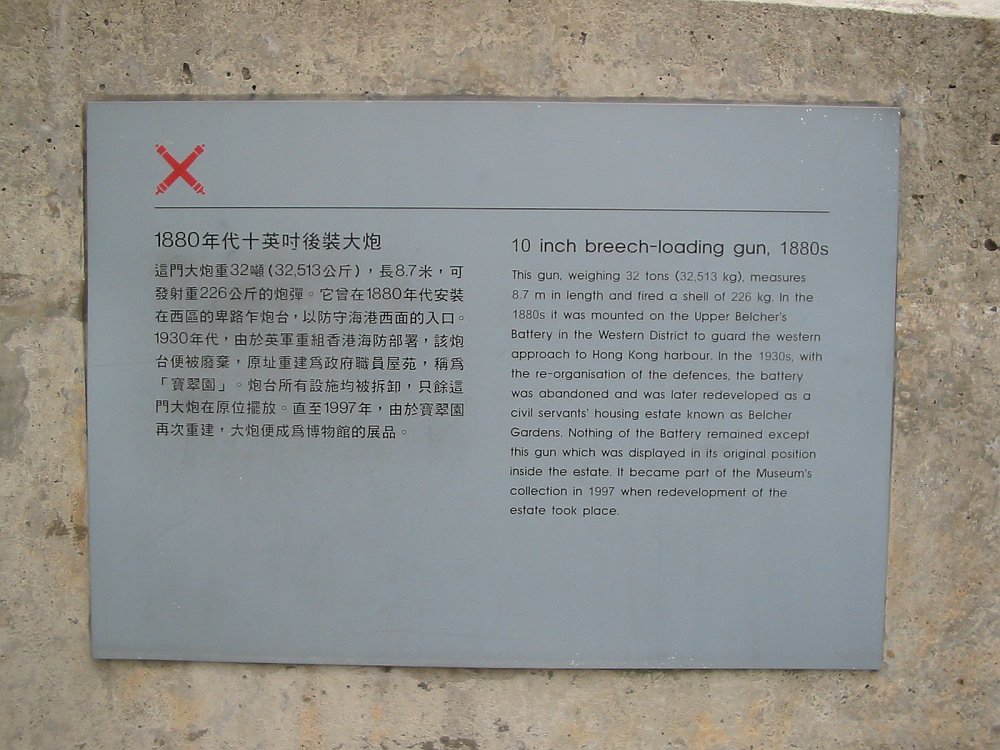 1880年代十英吋後裝大炮
這門大炮重32噸(32,513公斤)，長8.7米，可
發射重226公斤的炮彈。它曾在1880年代安裝
在西區的卑路乍炮台，以防守海港西面的入口。
1930年代，由於英軍重組香港海防部署，該炮
台便被廢棄，原址重建爲政府職員屋苑，稱爲
「寶翠園」。炮台所有設施均被拆卸，只餘這
門大炮在原位擺放。直至1997年，由於寶翠園
再次重建，大炮便成爲博物館的展品。
10 inch breech-loading gun, 1880s
This gun, weighing 32 tons (32,513 kg), measures
8.7 m in length and fired a shell of 226 kg. In the
1880s it was mounted on the Upper Belcher's
Battery in the Western District to guard the western
approach to Hong Kong harbour. In the 1930s, with
the re-organisation of the defences, the battery
was abandoned and was later redeveloped as a
civil servants' housing estate known as Belcher
Gardens. Nothing of the Battery remained except
this gun which was displayed in its original position
inside the estate. It became part of the Museum's
collection in 1997 when redevelopment of the
estate took place.